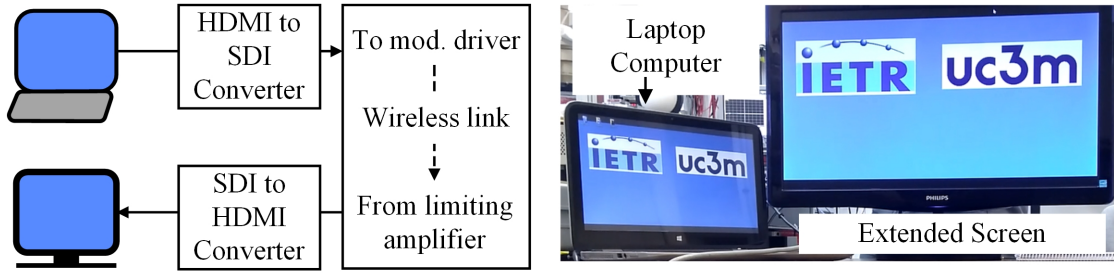 HDMI to
SDI
Converter
To mod. driver
Wireless link
From limiting
amplifier
SDI to
HDMI
Converter
Laptop
Computer
iETR
uc3m
iETR
uc3m
PHILIPS
Extended Screen